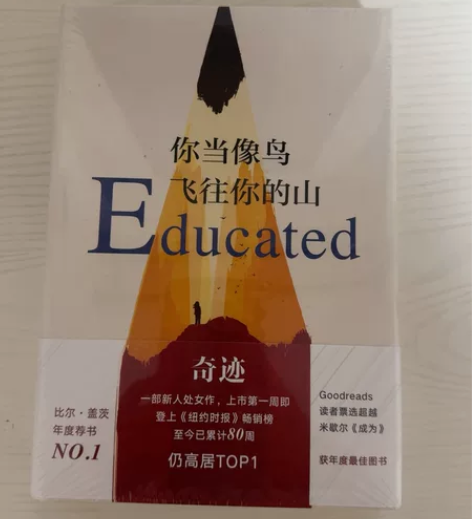 你当像鸟
飞往你的山
Educated
奇迹
一部新人处女作，上市第一周即
登上《纽约时报》畅销榜
至今已累计80周
仍高居TOP1
比尔·盖茨
年度荐书
NO.1
Goodreads
读者票选超越
米歇尔《成为》
获年度最佳图书